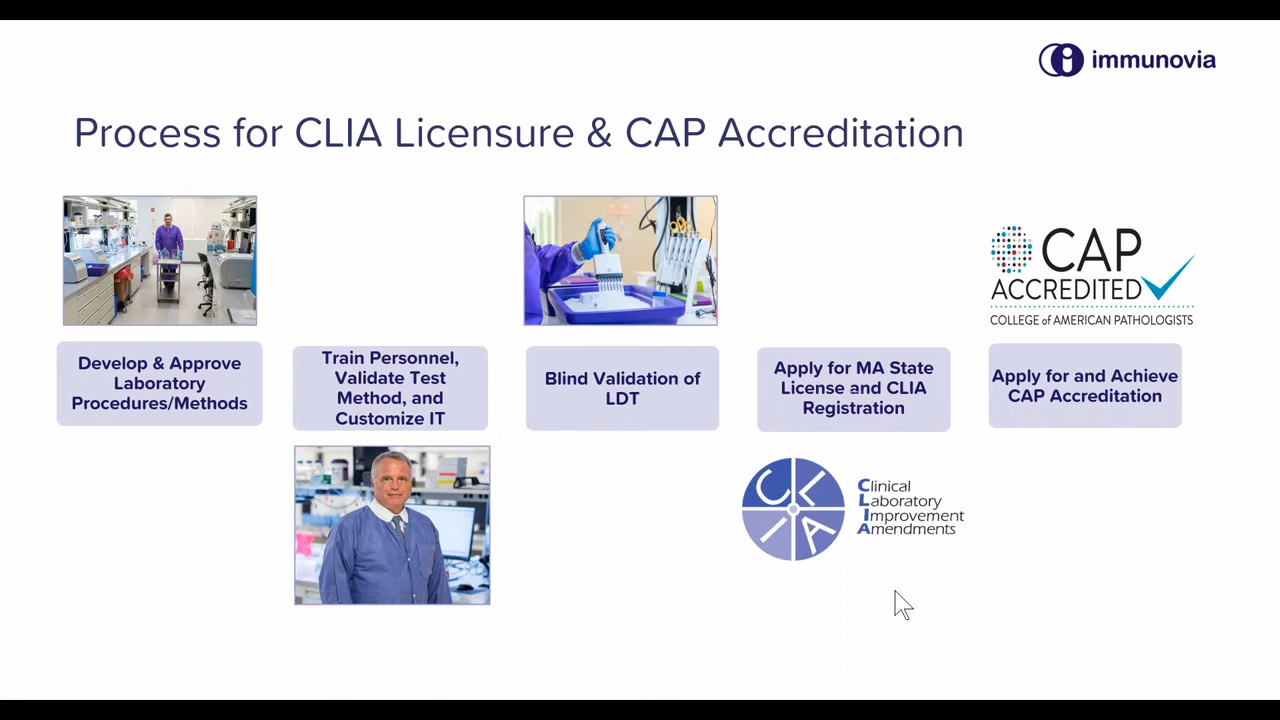 immunovia
Process for CLIA Licensure & CAP Accreditation
CAP
ACCREDITED
COLLEGE of AMERICAN PATHOLOGISTS
Develop & Approve
Laboratory
Procedures/Methods
Train Personnel,
Validate Test
Method, and
Customize IT
Blind Validation of
LDT
Apply for MA State
License and CLIA
Registration
Apply for and Achieve
CAP Accreditation
CLIA
Clinical
Laboratory
Improvement
Amendments